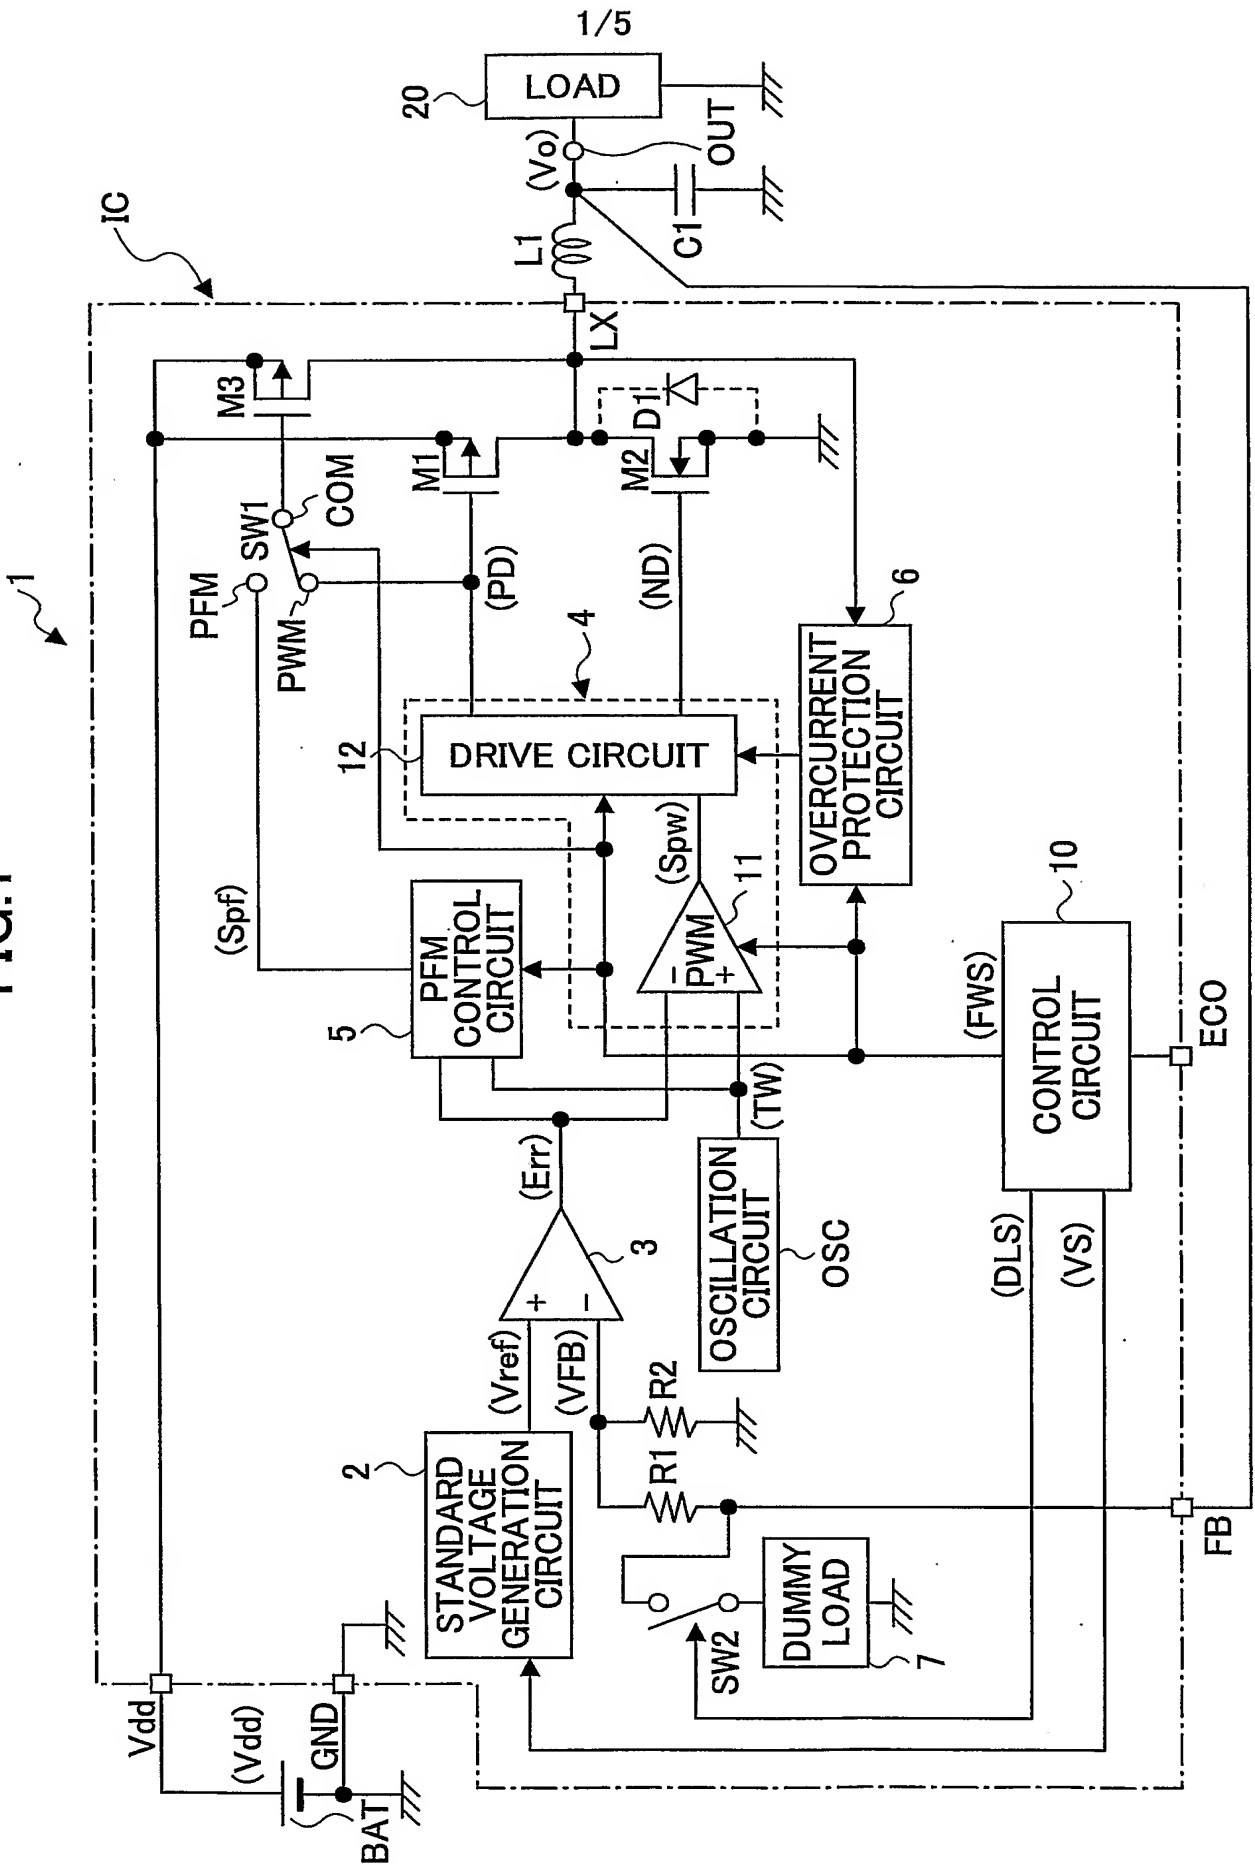 1/5
FIG.1
1
IC
20
LOAD
(Vo)
OUT
L1
C1
LX
M3
M1
M2
D1
SW1
COM
PFM
PWM
(PD)
(ND)
4
6
12
DRIVE CIRCUIT
OVERCURRENT
PROTECTION
CIRCUIT
(Spf)
(Spw)
11
PWM
−
+
5
PFM
CONTROL
CIRCUIT
10
(FWS)
CONTROL
CIRCUIT
ECO
(TW)
(Err)
3
+
−
OSCILLATION
CIRCUIT
OSC
(DLS)
(VS)
(Vref)
(VFB)
R2
R1
2
STANDARD
VOLTAGE
GENERATION
CIRCUIT
SW2
DUMMY
LOAD
7
FB
Vdd
(Vdd)
GND
BAT